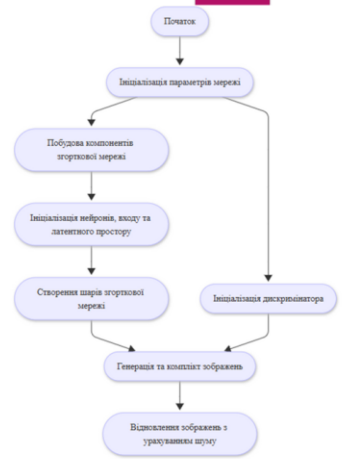 Початок
Ініціалізація параметрів мережі
Побудова компонентів
згорткової мережі
Ініціалізація нейронів, входу та
латентного простору
Створення шарів згорткової
мережі
Ініціалізація дискримінатора
Генерація та комплікт зображень
Відновлення зображень з
урахуванням шуму